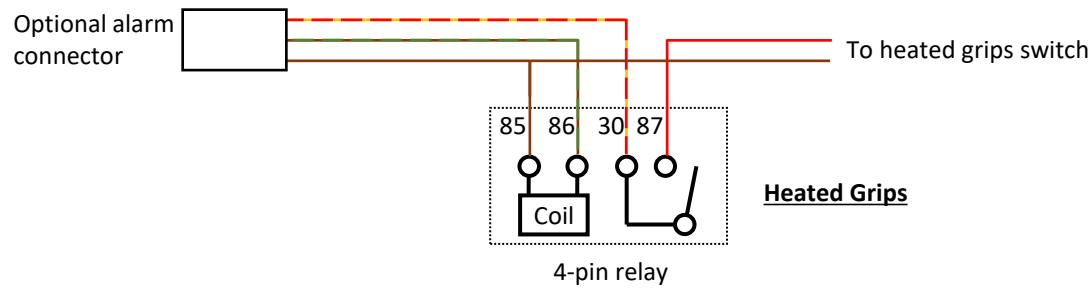 Optional alarm
connector
To heated grips switch
85 86 30 87
Coil
Heated Grips
4-pin relay